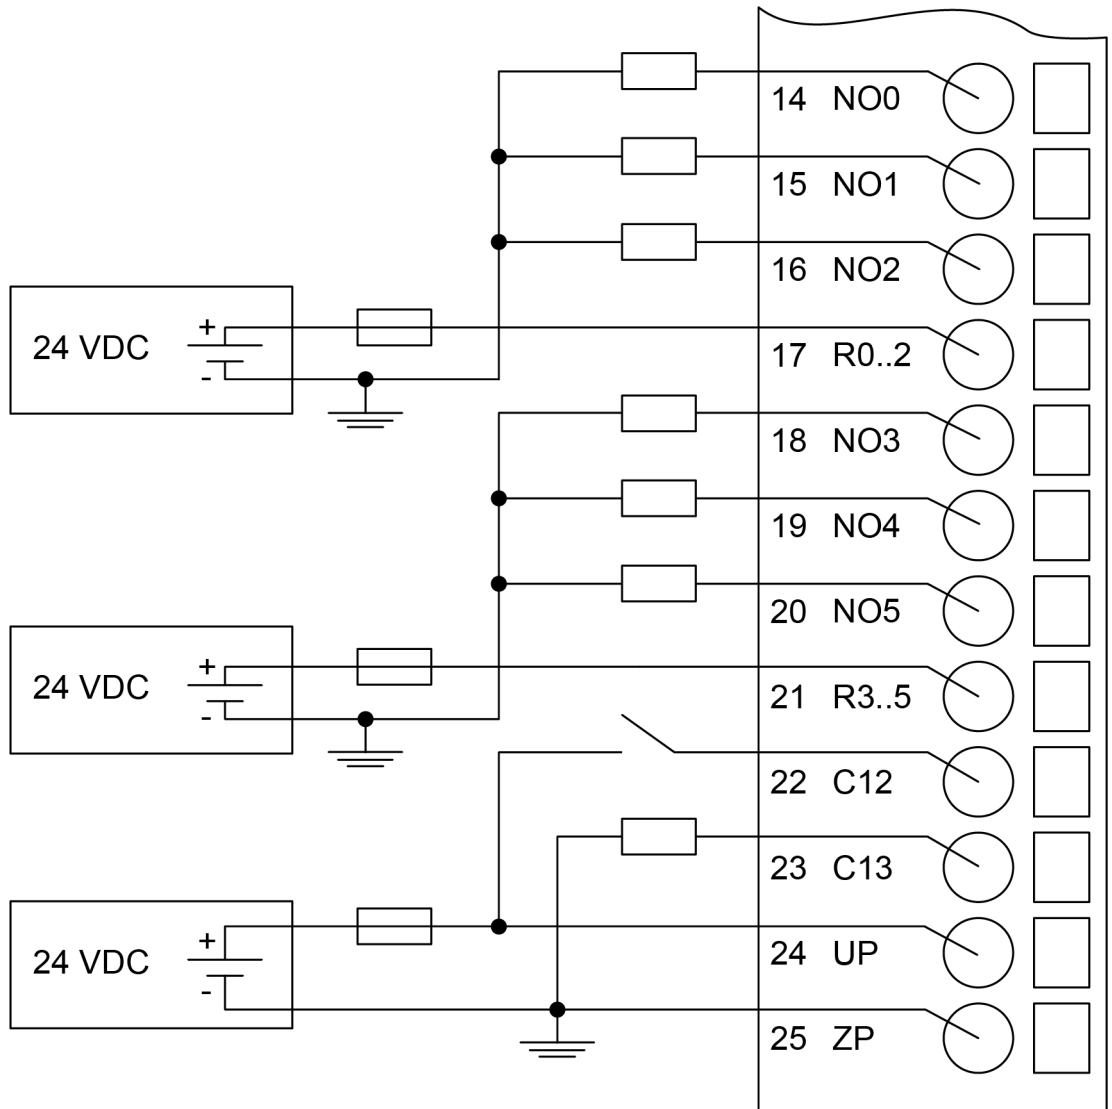 14 NO0
15 NO1
16 NO2
24 VDC + -
17 R0..2
18 NO3
19 NO4
20 NO5
24 VDC + -
21 R3..5
22 C12
23 C13
24 VDC + -
24 UP
25 ZP